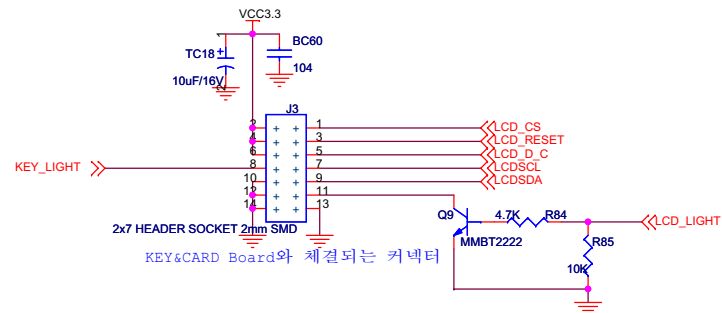 VCC3.3
1
TC18
+
BC60
10uF/16V
104
2
J3
2 1
LCD_CS
4 3
LCD_RESET
6 5
LCD_D_C
KEY_LIGHT
8 7
LCDSCL
10 9
LCDSDA
12 11
14 13
Q9
4.7K
R84
LCD_LIGHT
2x7 HEADER SOCKET 2mm SMD
MMBT2222
R85
KEY&CARD Board와 체결되는 커넥터
10K